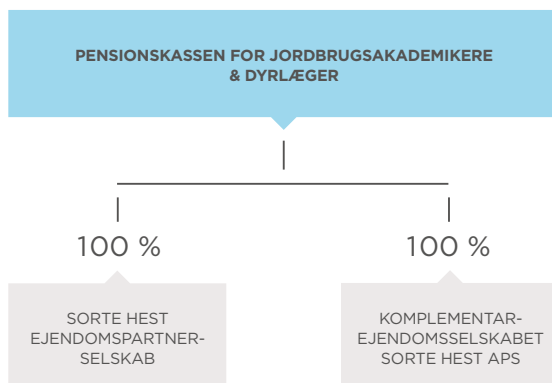 PENSIONSKASSEN FOR JORDBRUGSAKADEMIKERE
& DYRLÆGER
100 %
100 %
SORTE HEST
EJENDOMSPARTNER-
SELSKAB
KOMPLEMENTAR-
EJENDOMSSELSKABET
SORTE HEST APS